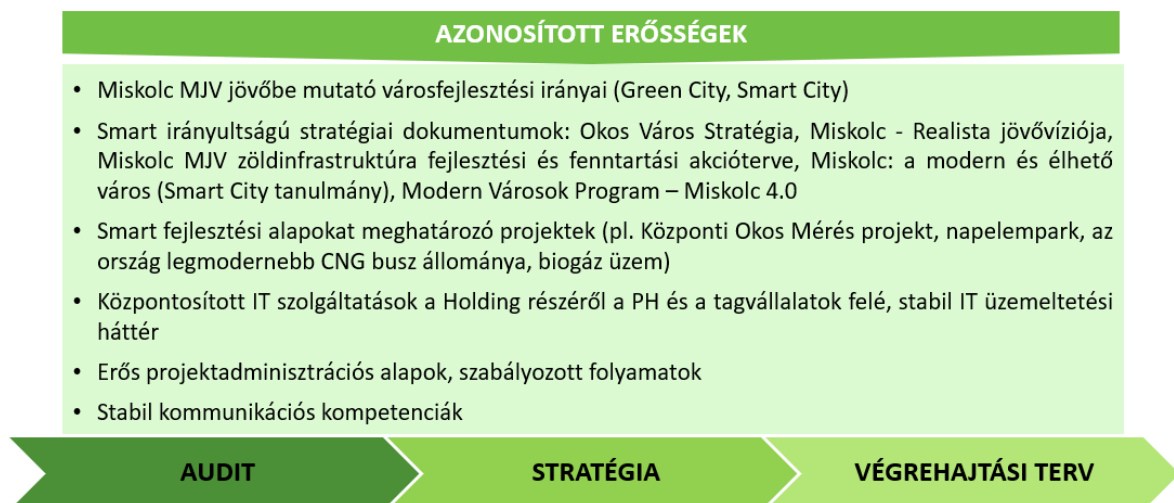 AZONOSÍTOTT ERŐSSÉGEK
• Miskolc MJV jövőbe mutató városfejlesztési irányai (Green City, Smart City)
• Smart irányultságú stratégiai dokumentumok: Okos Város Stratégia, Miskolc - Realista jövővíziója,
Miskolc MJV zöldinfrastruktúra fejlesztési és fenntartási akcióterve, Miskolc: a modern és élhető
város (Smart City tanulmány), Modern Városok Program – Miskolc 4.0
• Smart fejlesztési alapokat meghatározó projektek (pl. Központi Okos Mérés projekt, napelempark, az
ország legmodernebb CNG busz állománya, biogáz üzem)
• Központosított IT szolgáltatások a Holding részéről a PH és a tagvállalatok felé, stabil IT üzemeltetési
háttér
• Erős projektadminisztrációs alapok, szabályozott folyamatok
• Stabil kommunikációs kompetenciák
AUDIT
STRATÉGIA
VÉGREHAJTÁSI TERV